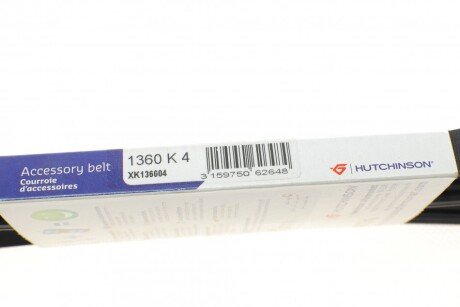 Accessory belt
Courroie
d'accessoires
1360 K 4
XK136004
3 159750 62648
HUTCHINSON®